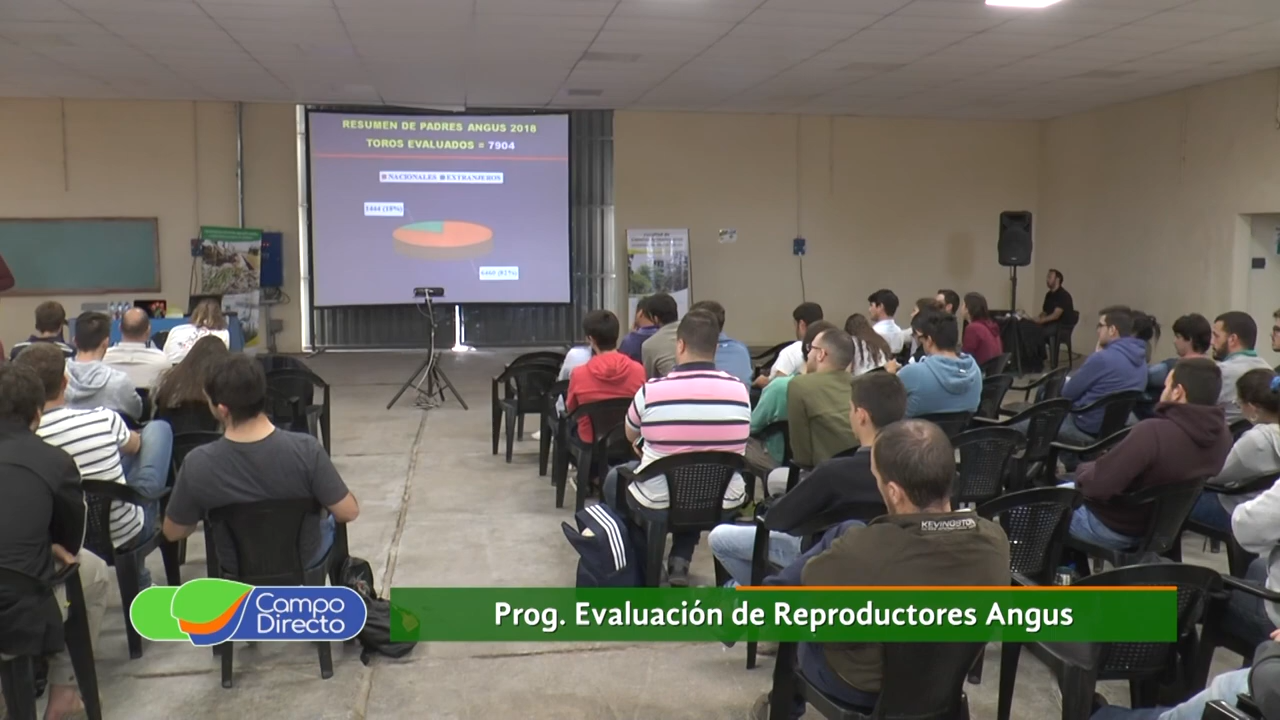 RESUMEN DE PADRES ANGUS 2018
TOROS EVALUADOS = 7904
NACIONALES EXTRANJEROS
1444 (18%)
6460 (82%)
KEVINGSTON
Campo
Directo
Prog. Evaluación de Reproductores Angus